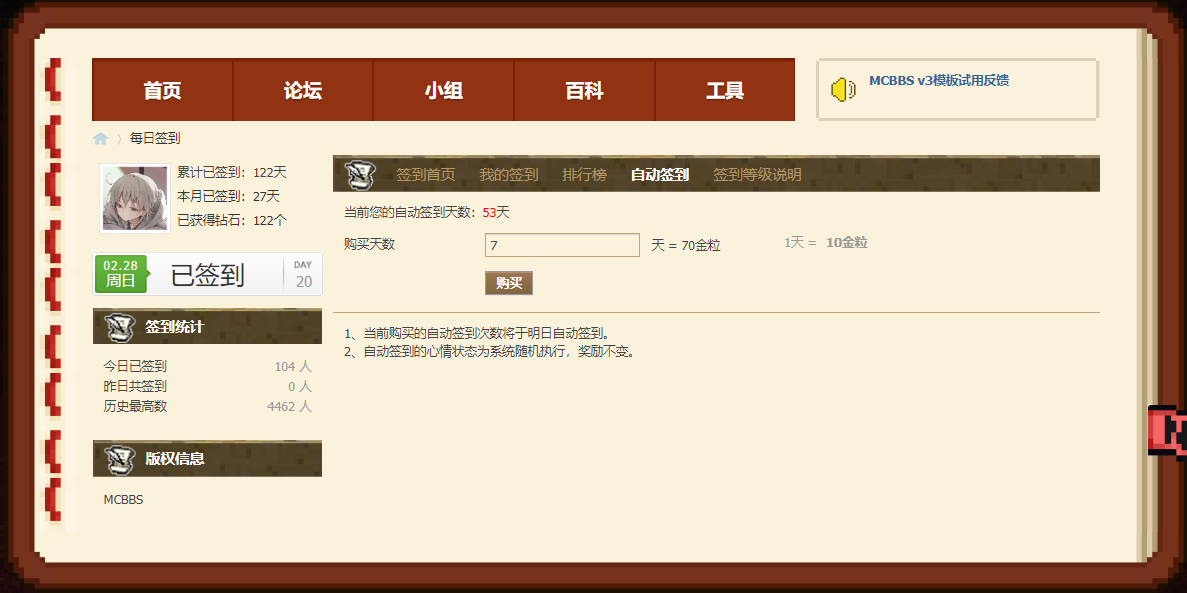 首页 论坛 小组 百科 工具
MCBBS v3模板试用反馈
每日签到
累计已签到：122天
本月已签到：27天
已获得钻石：122个
02.28
周日
已签到
DAY
20
签到统计
今日已签到 104 人
昨日共签到 0 人
历史最高数 4462 人
版权信息
MCBBS
签到首页 我的签到 排行榜 自动签到 签到等级说明
当前您的自动签到天数：53天
购买天数 7 天 = 70金粒 1天 = 10金粒
购买
1、当前购买的自动签到次数将于明日自动签到。
2、自动签到的心情状态为系统随机执行，奖励不变。